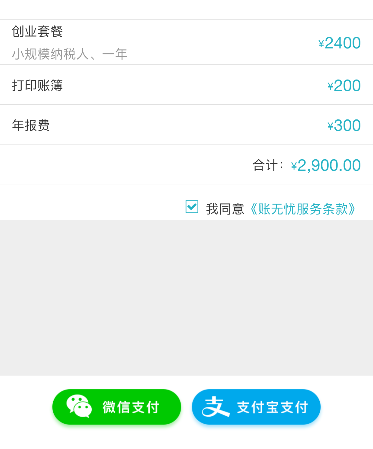 创业套餐
小规模纳税人、一年
¥2400
打印账簿
¥200
年报费
¥300
合计：¥2,900.00
我同意《账无忧服务条款》
微信支付
支 支付宝支付